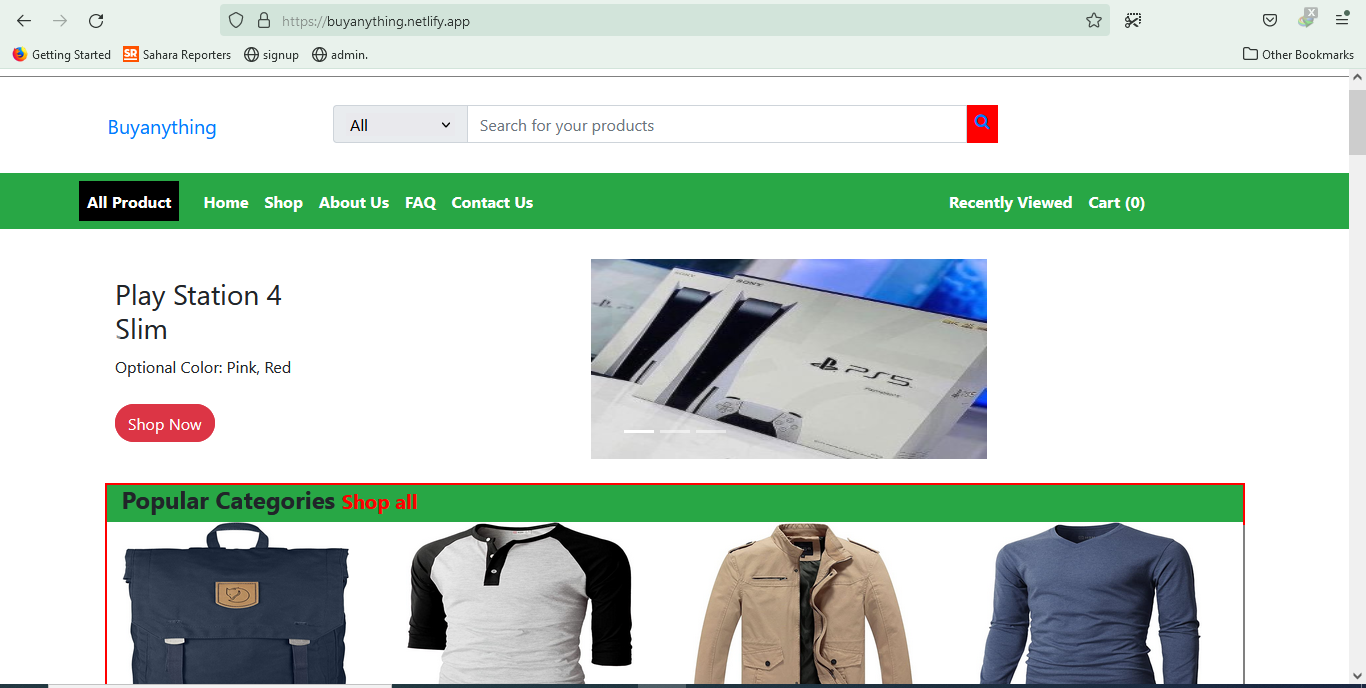 https://buyanything.netlify.app
Getting Started
SR Sahara Reporters
signup
admin.
Other Bookmarks
Buyanything
All
Search for your products
All Product
Home
Shop
About Us
FAQ
Contact Us
Recently Viewed
Cart (0)
Play Station 4
Slim
Optional Color: Pink, Red
Shop Now
SONY
PS5
Popular Categories Shop all